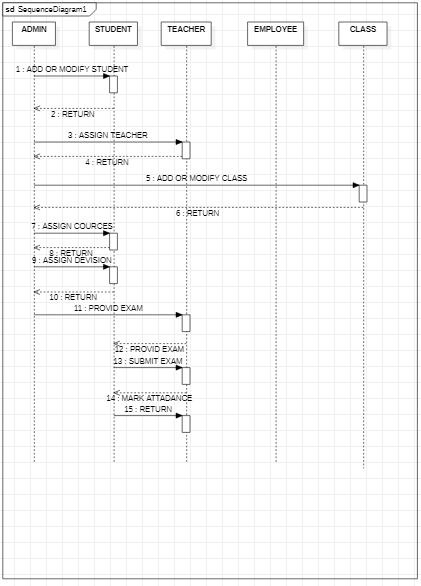 sd SequenceDiagram1
ADMIN STUDENT TEACHER EMPLOYEE CLASS
1 : ADD OR MODIFY STUDENT
2 : RETURN
3 : ASSIGN TEACHER
4 : RETURN
5 : ADD OR MODIFY CLASS
6 : RETURN
7 : ASSIGN COURCES
8 : RETURN
9 : ASSIGN DEVISION
10 : RETURN
11 : PROVID EXAM
12 : PROVID EXAM
13 : SUBMIT EXAM
14 : MARK ATTADANCE
15 : RETURN